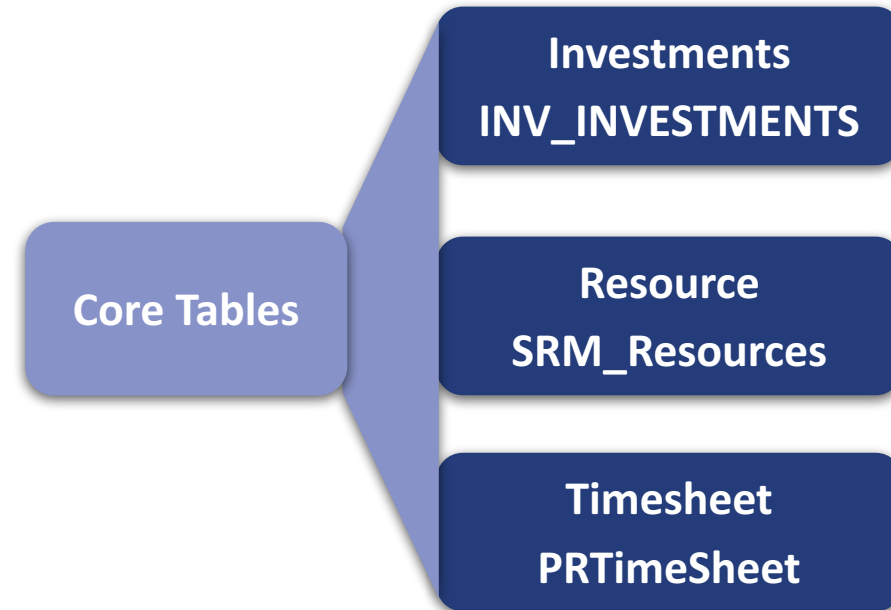 Investments
INV_INVESTMENTS
Core Tables
Resource
SRM_Resources
Timesheet
PRTimeSheet